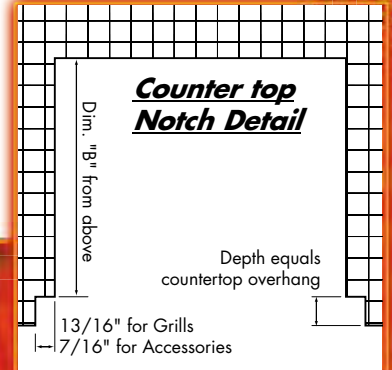 Counter top
Notch Detail
Dim. "B" from above
Depth equals
countertop overhang
13/16" for Grills
7/16" for Accessories